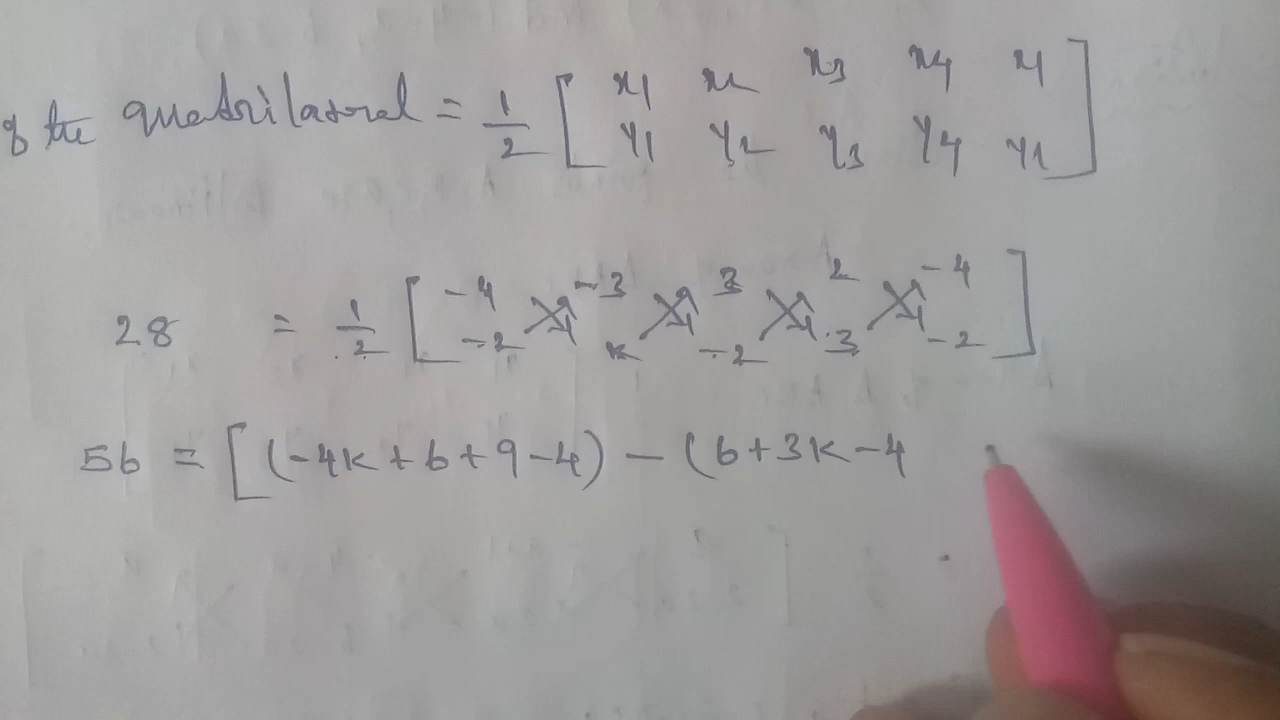 of the quadrilateral = 1/2 [ x1 x2 x3 x4 x1
y1 y2 y3 y4 y1 ]
28 = 1/2 [ -4 -3 3 2 -4
-2 k -2 3 -2 ]
56 = [(-4k+6+9-4) - (6+3k-4